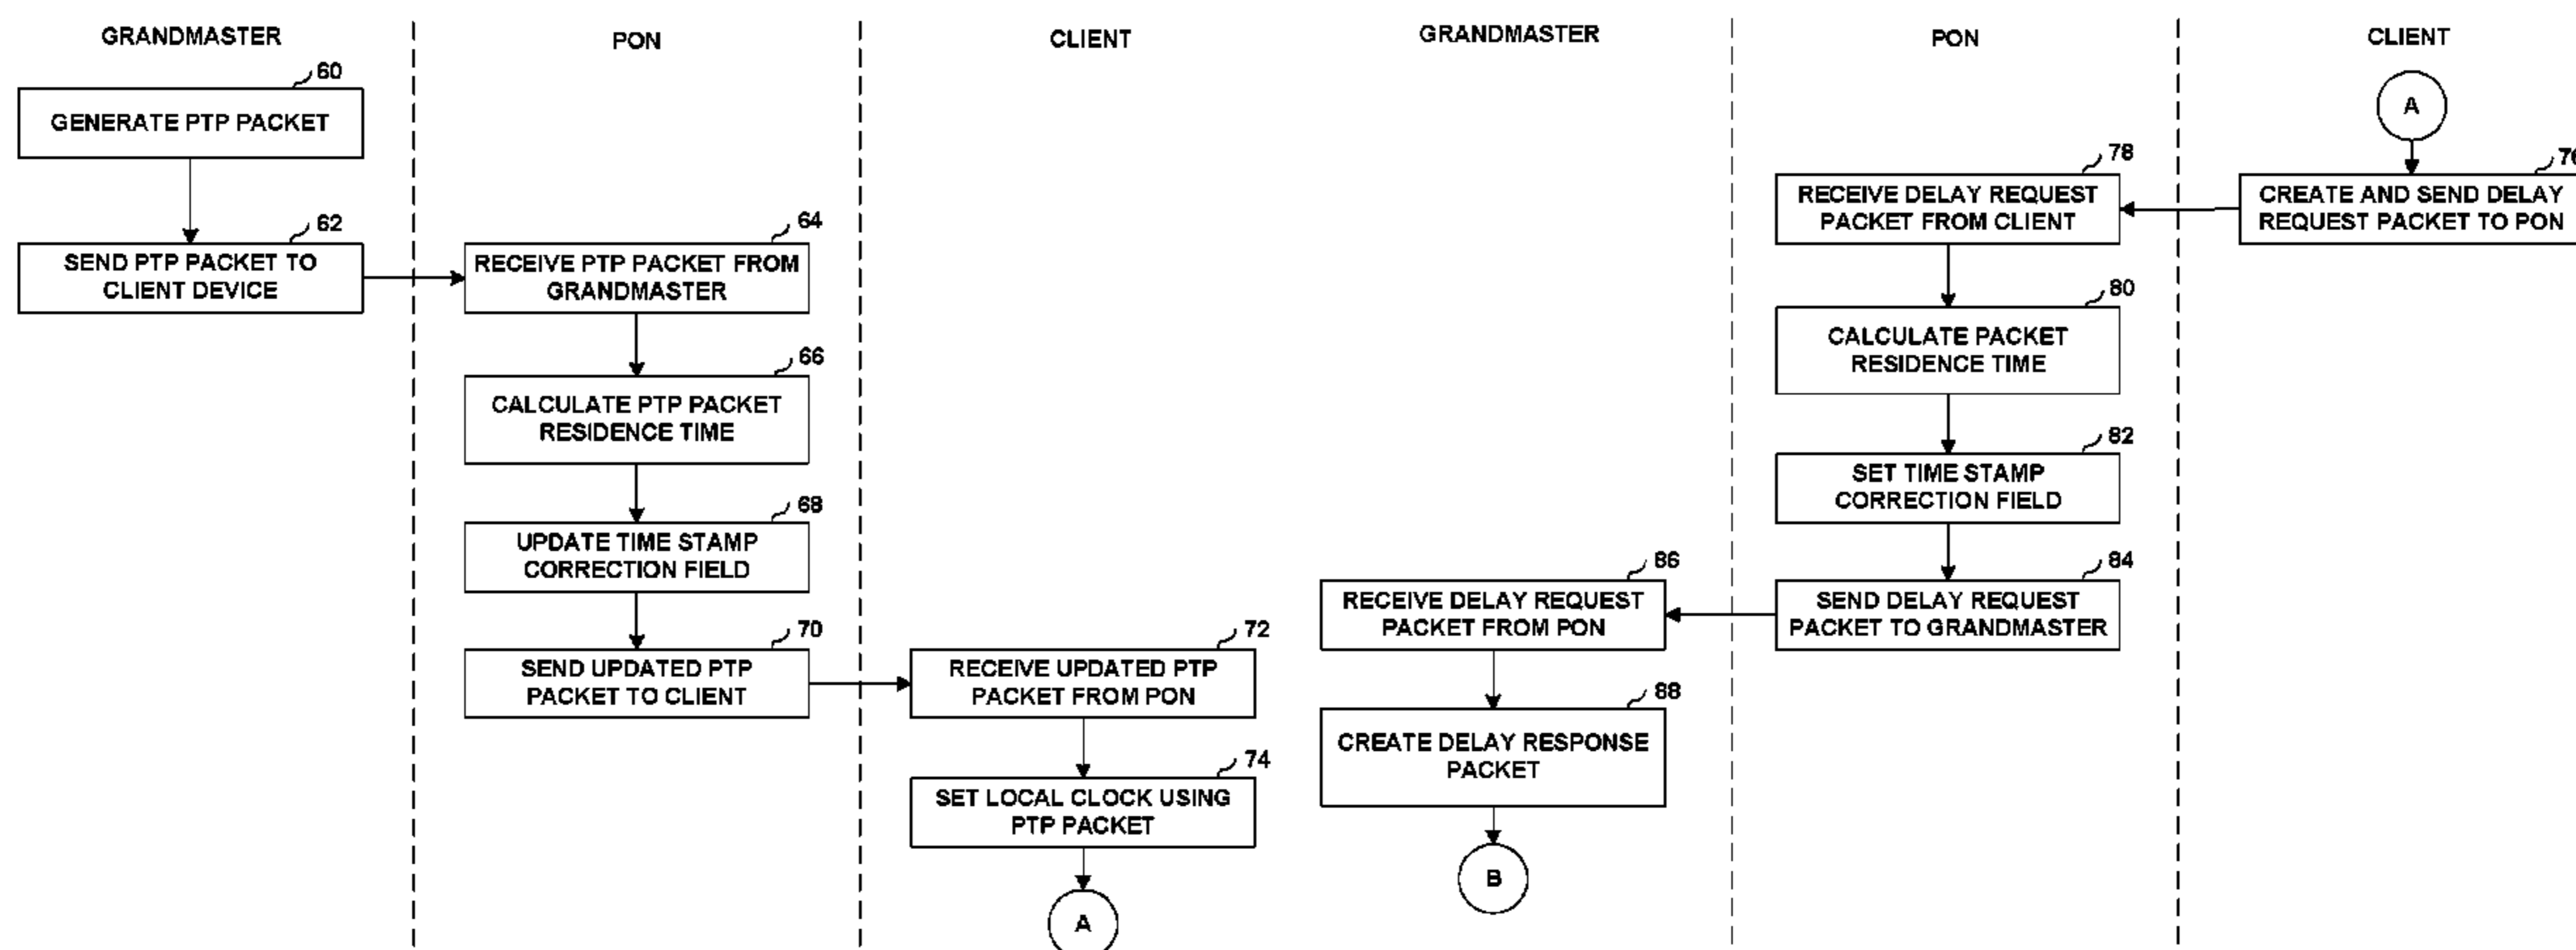 GRANDMASTER
PON
CLIENT
60
GENERATE PTP PACKET
62
SEND PTP PACKET TO
CLIENT DEVICE
64
RECEIVE PTP PACKET FROM
GRANDMASTER
66
CALCULATE PTP PACKET
RESIDENCE TIME
68
UPDATE TIME STAMP
CORRECTION FIELD
70
SEND UPDATED PTP
PACKET TO CLIENT
72
RECEIVE UPDATED PTP
PACKET FROM PON
74
SET LOCAL CLOCK USING
PTP PACKET
A
GRANDMASTER
PON
CLIENT
A
CREATE AND SEND DELAY
REQUEST PACKET TO PON
78
RECEIVE DELAY REQUEST
PACKET FROM CLIENT
80
CALCULATE PACKET
RESIDENCE TIME
82
SET TIME STAMP
CORRECTION FIELD
84
SEND DELAY REQUEST
PACKET TO GRANDMASTER
86
RECEIVE DELAY REQUEST
PACKET FROM PON
88
CREATE DELAY RESPONSE
PACKET
B